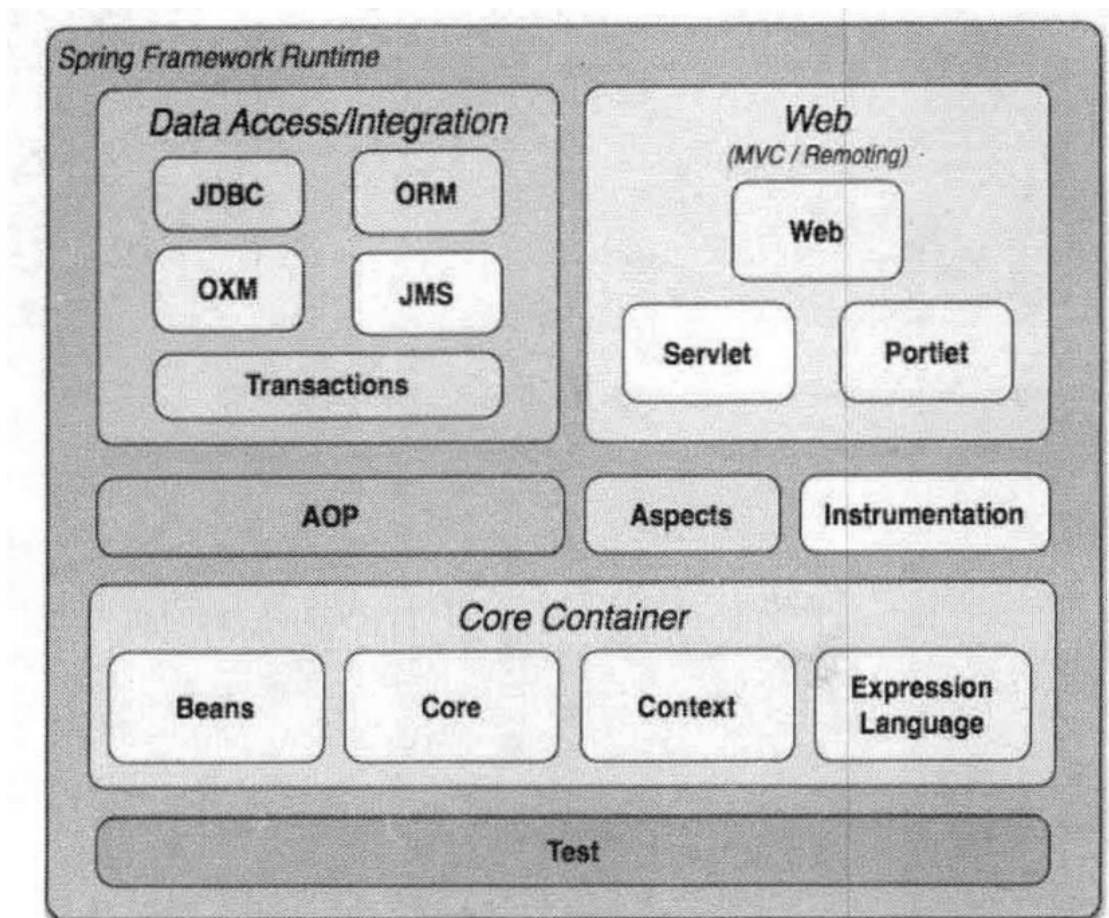 Spring Framework Runtime
Data Access/Integration
JDBC
ORM
OXM
JMS
Transactions
Web
(MVC / Remoting)
Web
Servlet
Portlet
AOP
Aspects
Instrumentation
Core Container
Beans
Core
Context
Expression
Language
Test